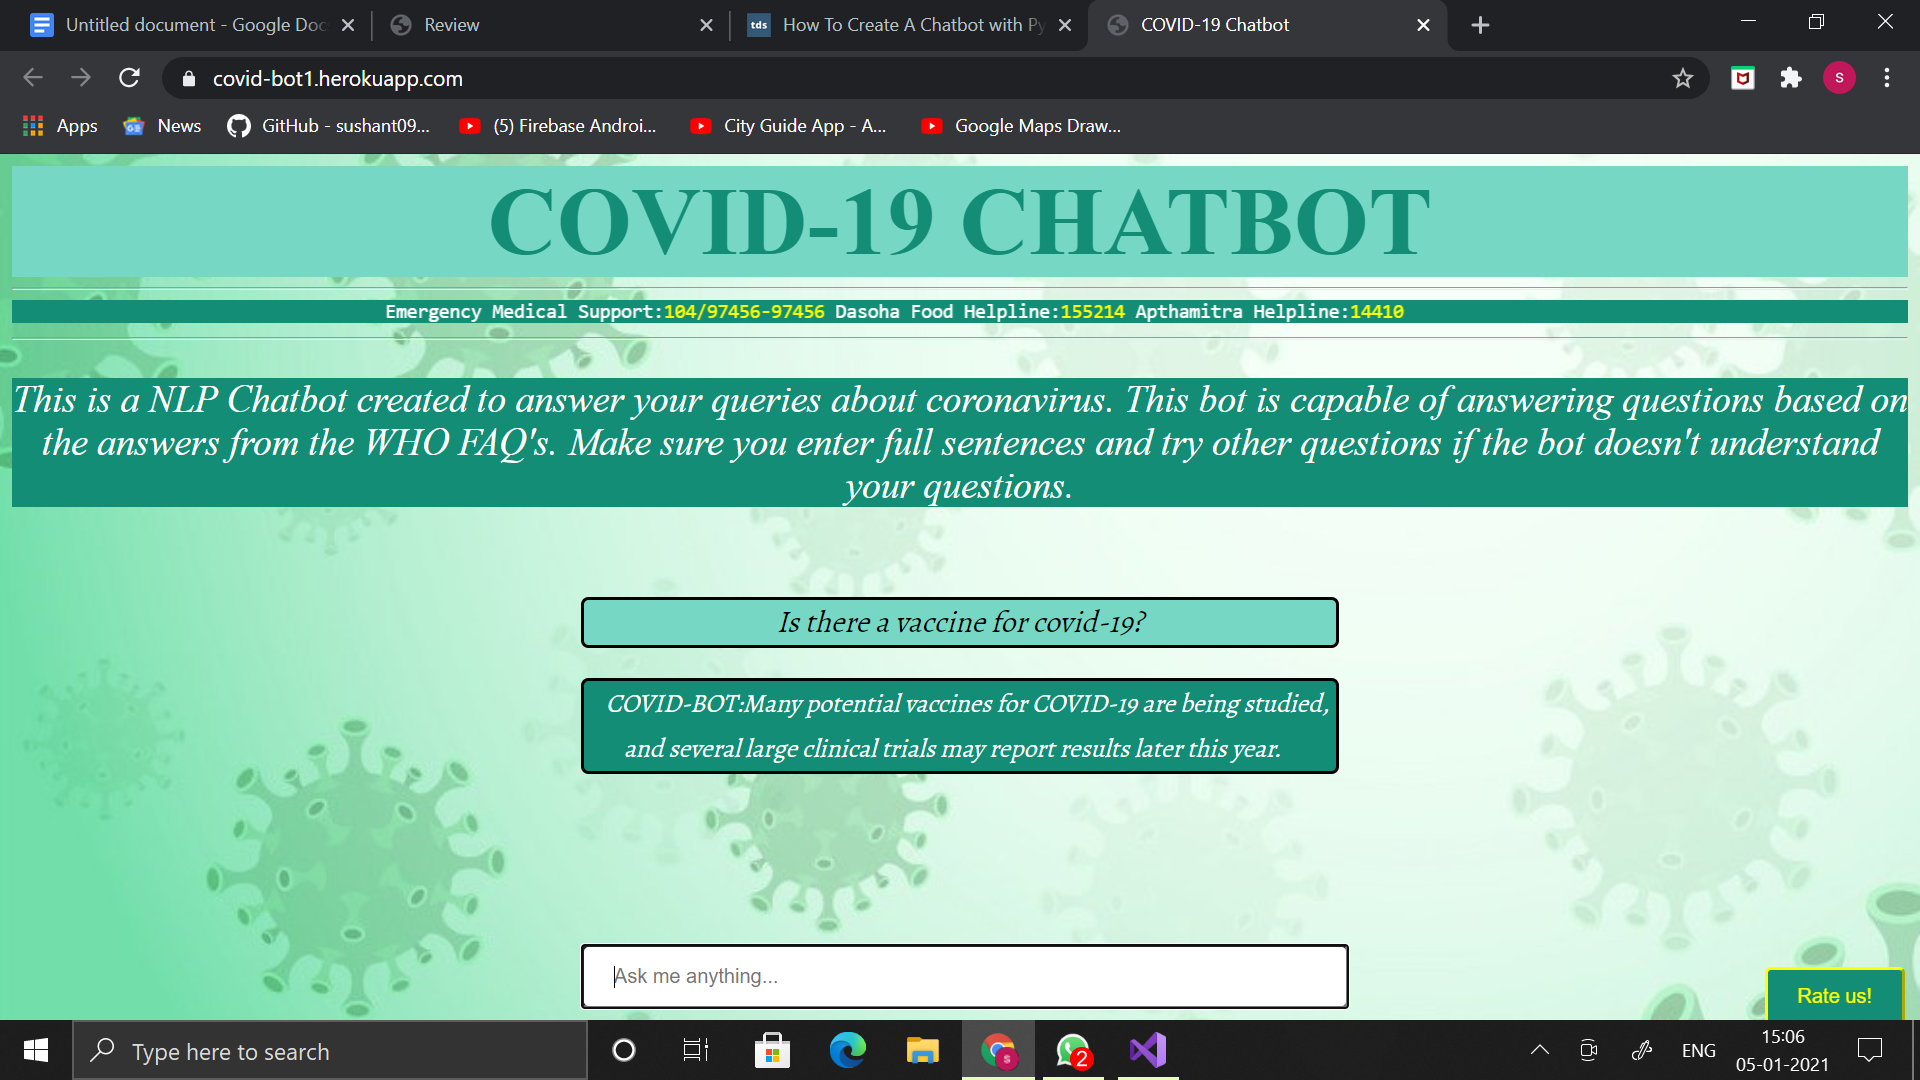 Untitled document - Google Doc
Review
tds
How To Create A Chatbot with Py
COVID-19 Chatbot
covid-bot1.herokuapp.com
S
Apps
News
GitHub - sushant09...
(5) Firebase Androi...
City Guide App - A...
Google Maps Draw...
COVID-19 CHATBOT
Emergency Medical Support:104/97456-97456 Dasoha Food Helpline:155214 Apthamitra Helpline:14410
This is a NLP Chatbot created to answer your queries about coronavirus. This bot is capable of answering questions based on
the answers from the WHO FAQ's. Make sure you enter full sentences and try other questions if the bot doesn't understand
your questions.
Is there a vaccine for covid-19?
COVID-BOT:Many potential vaccines for COVID-19 are being studied,
and several large clinical trials may report results later this year.
Ask me anything...
Rate us!
Type here to search
S
2
ENG
15:06
05-01-2021